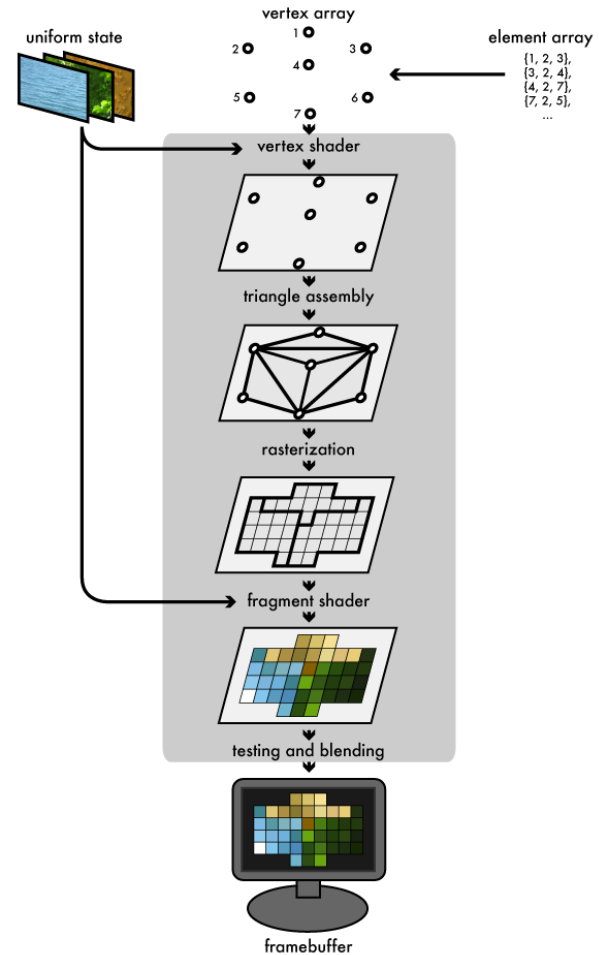 vertex array
uniform state
element array
1
2
3
4
5
6
7
{1, 2, 3},
{3, 2, 4},
{4, 2, 7},
{7, 2, 5},
...
vertex shader
triangle assembly
rasterization
fragment shader
testing and blending
framebuffer